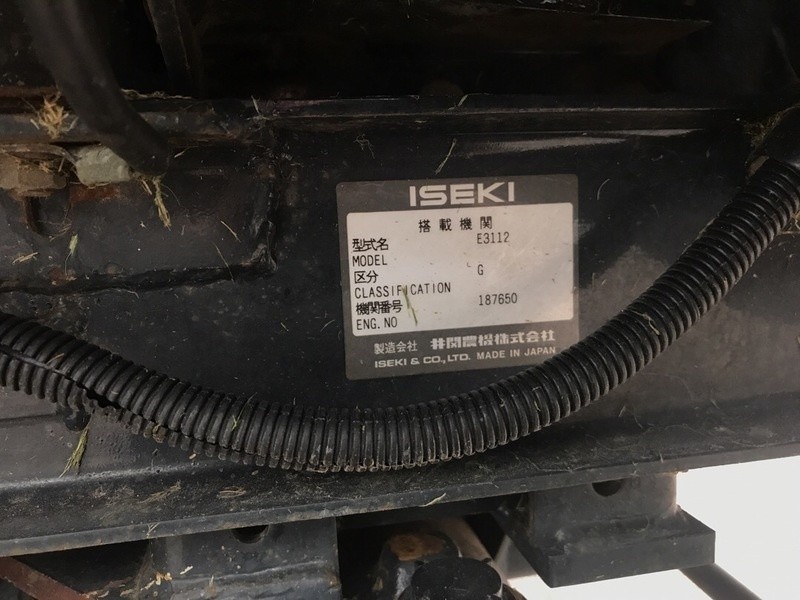 ISEKI
搭載機関
型式名 E3112
MODEL
区分 G
CLASSIFICATION
機関番号 187650
ENG.NO
製造会社 井関農機株式会社
ISEKI & CO.,LTD. MADE IN JAPAN